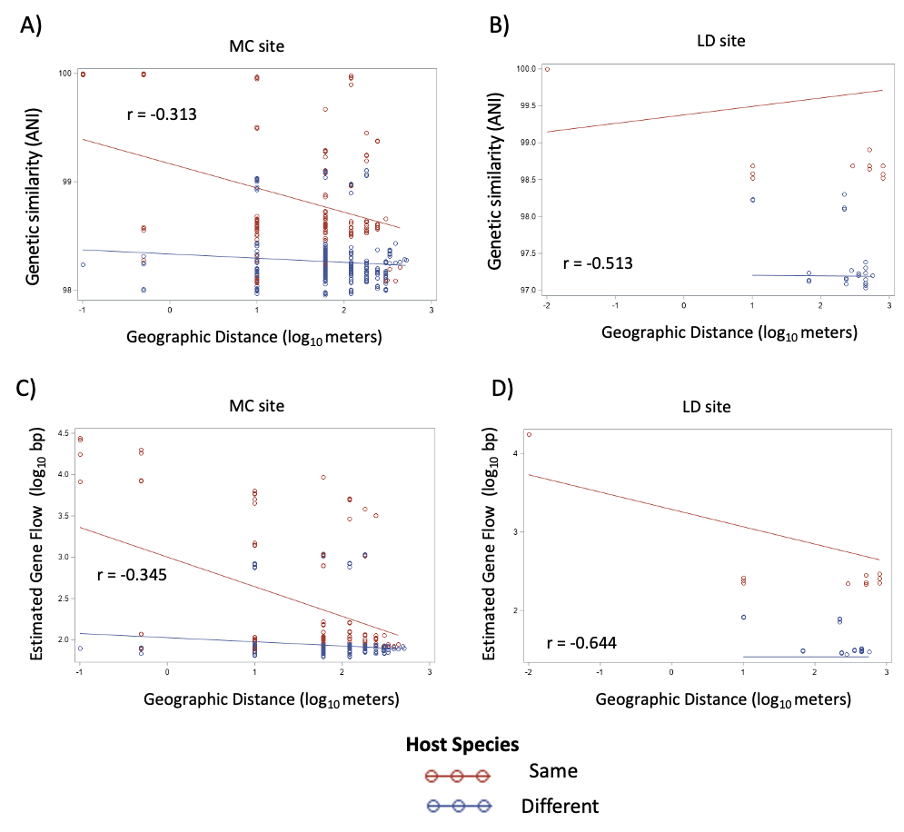 A)
MC site
Genetic similarity (ANI)
100
99
98
r = -0.313
-1
0
1
2
3
Geographic Distance (log10 meters)
B)
LD site
Genetic similarity (ANI)
100.0
99.5
99.0
98.5
98.0
97.5
97.0
r = -0.513
-2
-1
0
1
2
3
Geographic Distance (log10 meters)
C)
MC site
Estimated Gene Flow (log10 bp)
4.5
4.0
3.5
3.0
2.5
2.0
r = -0.345
-1
0
1
2
3
Geographic Distance (log10 meters)
D)
LD site
Estimated Gene Flow (log10 bp)
4
3
2
r = -0.644
-2
-1
0
1
2
3
Geographic Distance (log10 meters)
Host Species
Same
Different